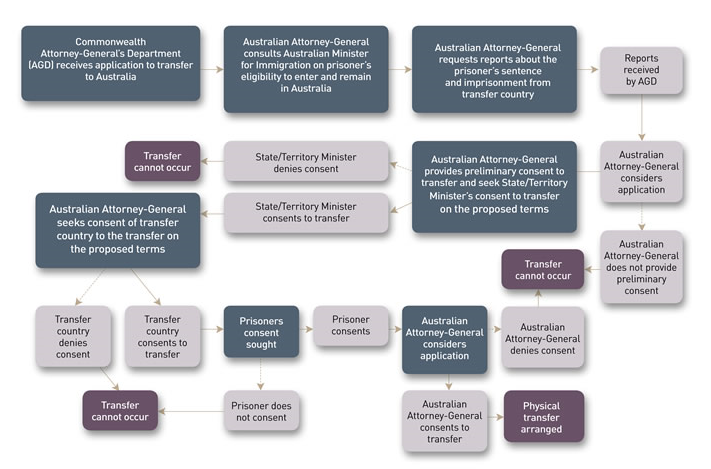 Commonwealth
Attorney-General's Department
(AGD) receives application to transfer
to Australia
Australian Attorney-General
consults Australian Minister
for Immigration on prisoner's
eligibility to enter and remain
in Australia
Australian Attorney-General
requests reports about the
prisoner's sentence
and imprisonment from
transfer country
Reports
received
by AGD
Transfer
cannot occur
State/Territory Minister
denies consent
Australian Attorney-General
provides preliminary consent to
transfer and seek State/Territory
Minister's consent to transfer
on the proposed terms
Australian
Attorney-General
considers
application
State/Territory Minister
consents to transfer
Australian Attorney-General
seeks consent of transfer
country to the transfer on
the proposed terms
Australian
Attorney-General
does not provide
preliminary
consent
Transfer
cannot occur
Transfer
country
denies
consent
Transfer
country
consents to
transfer
Prisoners
consent
sought
Prisoner
consents
Australian
Attorney-General
considers
application
Australian
Attorney-General
denies consent
Transfer
cannot occur
Prisoner does
not consent
Australian
Attorney-General
consents to
transfer
Physical
transfer
arranged